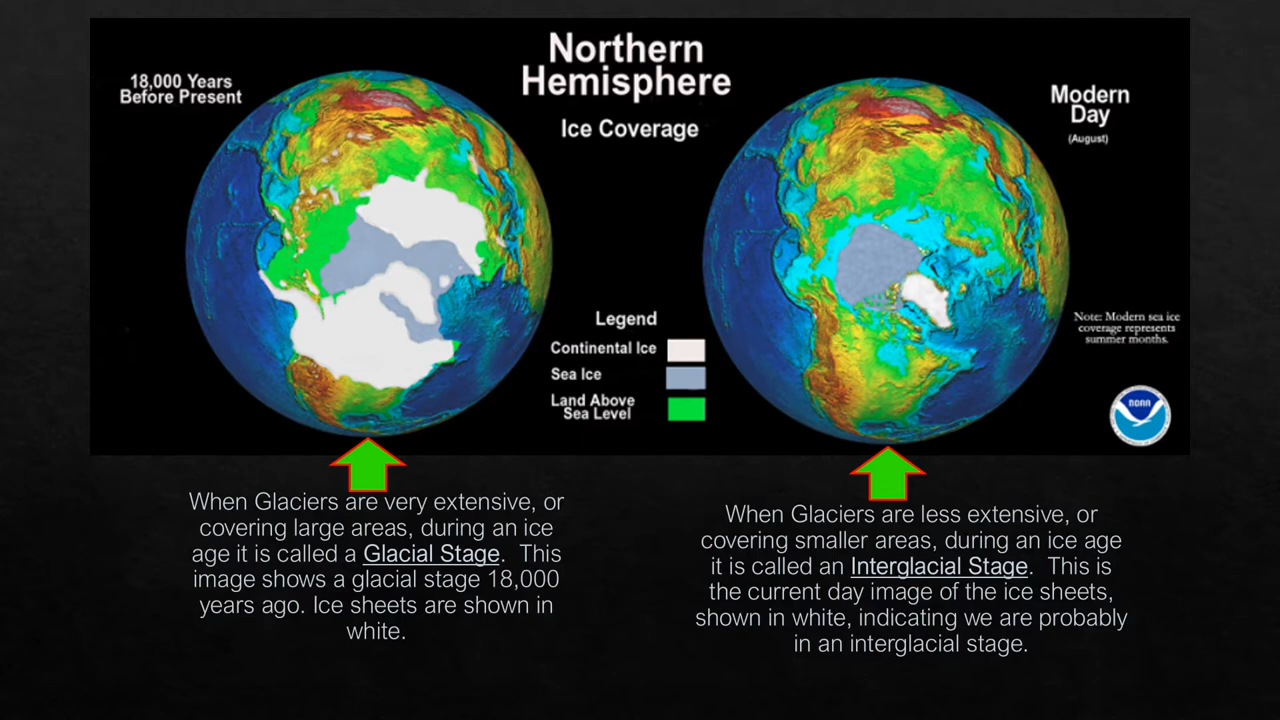 Northern
Hemisphere
Ice Coverage
18,000 Years
Before Present
Modern
Day
(August)
Legend
Continental Ice
Sea Ice
Land Above
Sea Level
Note: Modern sea ice
coverage represents
summer months.
NOAA
When Glaciers are very extensive, or
covering large areas, during an ice
age it is called a Glacial Stage.  This
image shows a glacial stage 18,000
years ago. Ice sheets are shown in
white.
When Glaciers are less extensive, or
covering smaller areas, during an ice age
it is called an Interglacial Stage.  This is
the current day image of the ice sheets,
shown in white, indicating we are probably
in an interglacial stage.